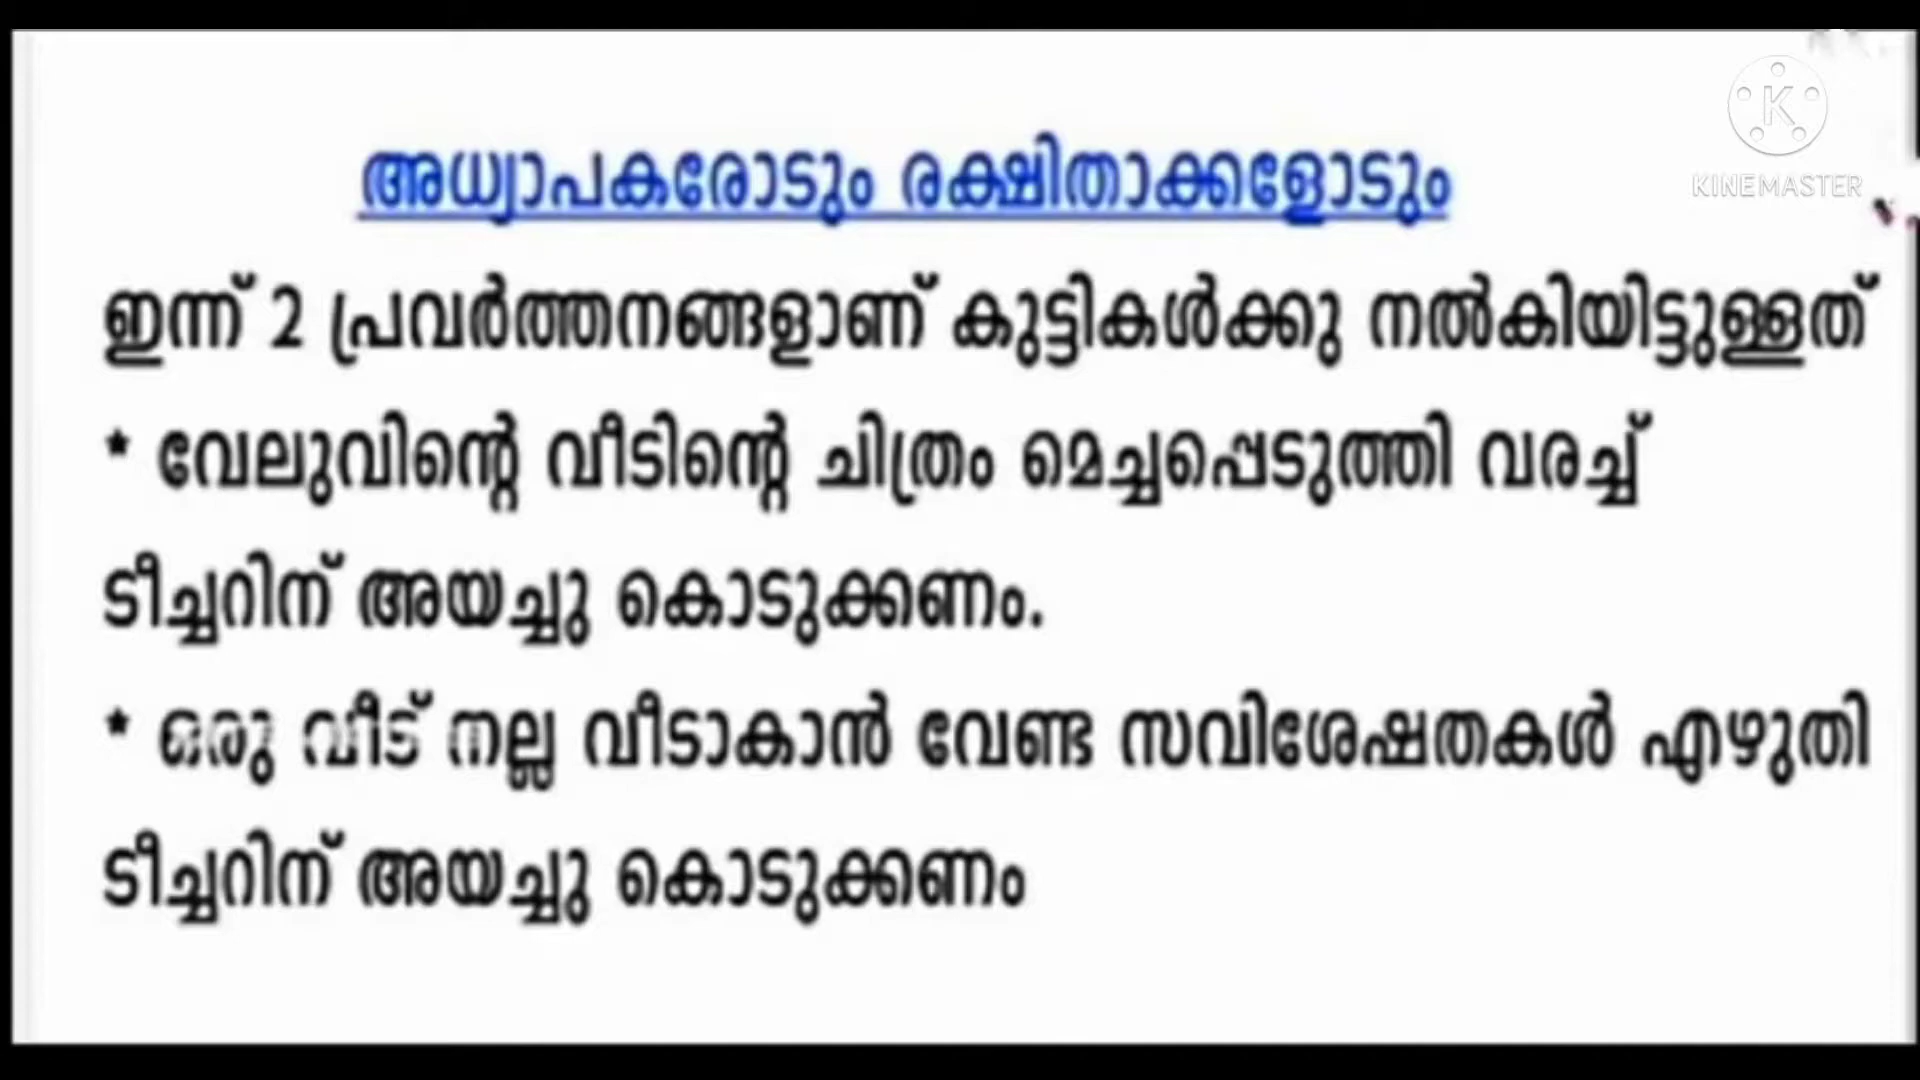 KINEMASTER
അധ്യാപകരോടും രക്ഷിതാക്കളോടും
ഇന്ന് 2 പ്രവർത്തനങ്ങളാണ് കുട്ടികൾക്കു നൽകിയിട്ടുള്ളത്
* വേലുവിന്റെ വീടിന്റെ ചിത്രം മെച്ചപ്പെടുത്തി വരച്ച്
ടീച്ചറിന് അയച്ചു കൊടുക്കണം.
* ഒരു വീട് നല്ല വീടാകാൻ വേണ്ട സവിശേഷതകൾ എഴുതി
ടീച്ചറിന് അയച്ചു കൊടുക്കണം